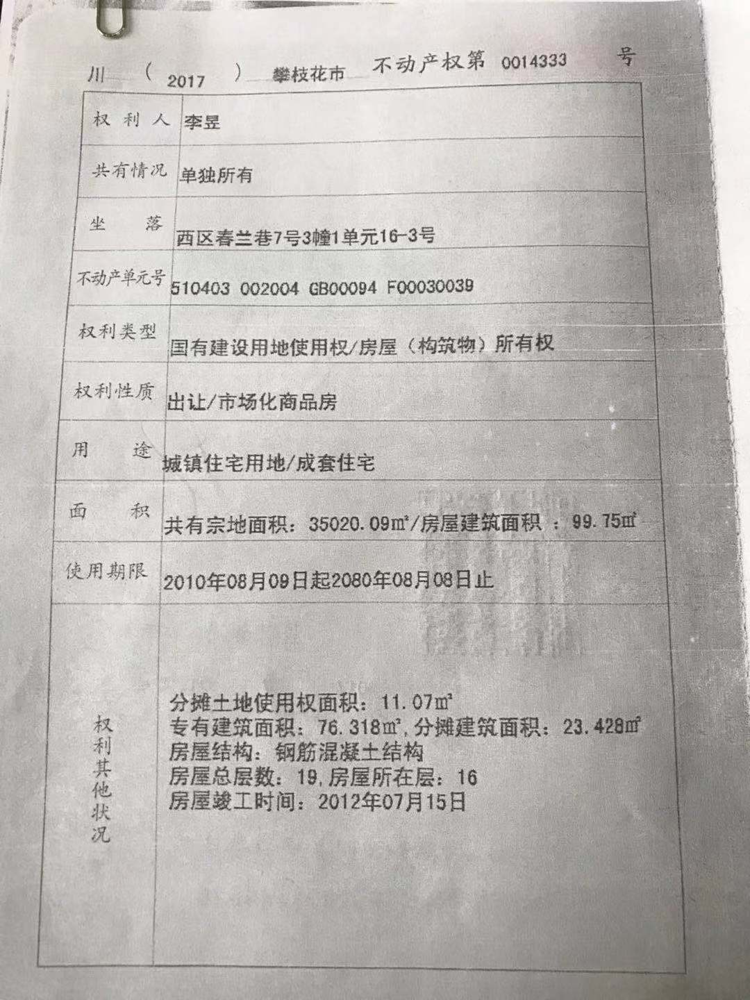 川（2017）攀枝花市 不动产权第 0014333 号
权利人 李昱
共有情况 单独所有
坐落 西区春兰巷7号3幢1单元16-3号
不动产单元号 510403 002004 GB00094 F00030039
权利类型 国有建设用地使用权/房屋（构筑物）所有权
权利性质 出让/市场化商品房
用途 城镇住宅用地/成套住宅
面积 共有宗地面积：35020.09㎡/房屋建筑面积：99.75㎡
使用期限 2010年08月09日起2080年08月08日止
权利其他状况
分摊土地使用权面积：11.07㎡
专有建筑面积：76.318㎡,分摊建筑面积：23.428㎡
房屋结构：钢筋混凝土结构
房屋总层数：19,房屋所在层：16
房屋竣工时间：2012年07月15日